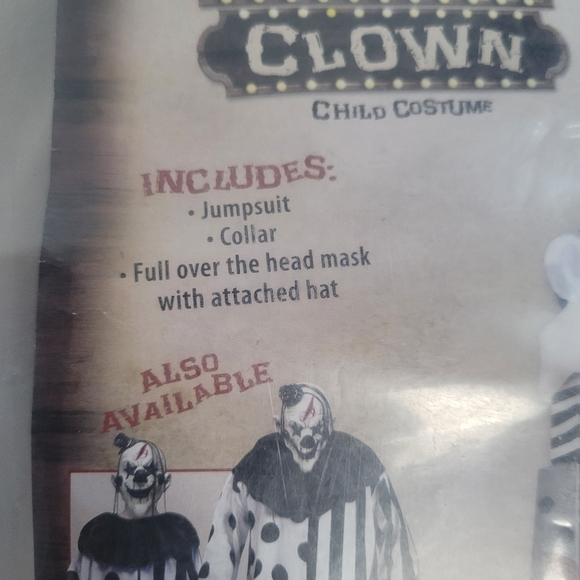 CLOWN
CHILD COSTUME
INCLUDES:
• Jumpsuit
• Collar
• Full over the head mask
with attached hat
ALSO
AVAILABLE